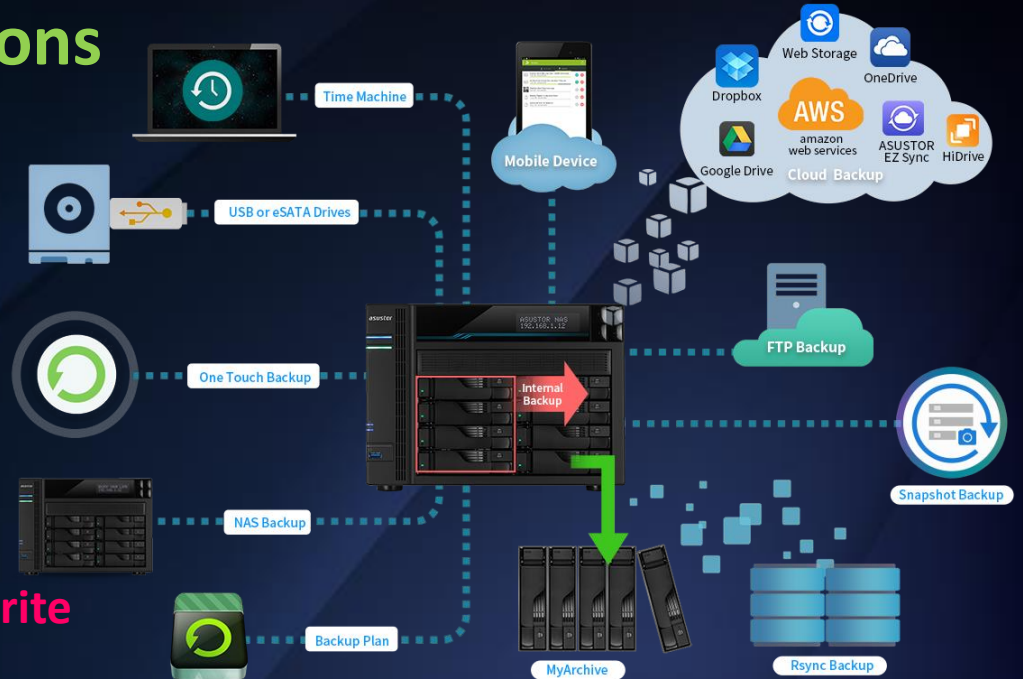 ons
Time Machine
Mobile Device
Web Storage
OneDrive
Dropbox
AWS
amazon
web services
ASUSTOR
EZ Sync
HiDrive
Google Drive
Cloud Backup
USB or eSATA Drives
asustor
ASUSTOR NAS
192.168.1.12
FTP Backup
One Touch Backup
Internal
Backup
Snapshot Backup
NAS Backup
rite
Backup Plan
MyArchive
Rsync Backup